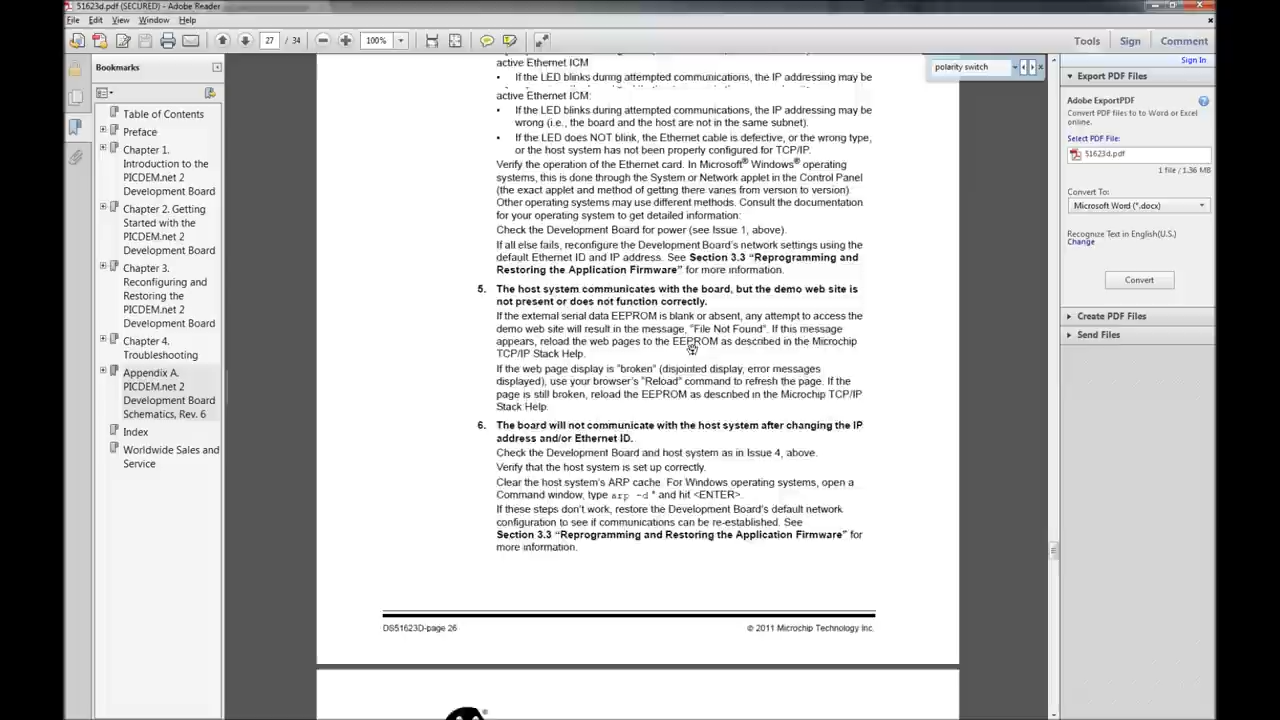 51623d.pdf (SECURED) - Adobe Reader
File Edit View Window Help
27 / 34 100% Tools Sign Comment
Bookmarks
Table of Contents
Preface
Chapter 1.
Introduction to
the PICDEM.net 2
Development
Board
Chapter 2. Getting
Started with the
PICDEM.net 2
Development
Board
Chapter 3.
Reconfiguring and
Restoring the
PICDEM.net 2
Development
Board
Chapter 4.
Troubleshooting
Appendix A.
PICDEM.net 2
Development Board
Schematics, Rev. 6
Index
Worldwide Sales and
Service
active Ethernet ICM
• If the LED blinks during attempted communications, the IP addressing may be
active Ethernet ICM:
• If the LED blinks during attempted communications, the IP addressing may be
wrong (i.e., the board and the host are not in the same subnet).
• If the LED does NOT blink, the Ethernet cable is defective, or the wrong type,
or the host system has not been properly configured for TCP/IP.
Verify the operation of the Ethernet card. In Microsoft® Windows® operating
systems, this is done through the System or Network applet in the Control Panel
(the exact applet and method of getting there varies from version to version).
Other operating systems may use different methods. Consult the documentation
for your operating system to get detailed information:
Check the Development Board for power (see Issue 1, above).
If all else fails, reconfigure the Development Board's network settings using the
default Ethernet ID and IP address. See Section 3.3 "Reprogramming and
Restoring the Application Firmware" for more information.
5. The host system communicates with the board, but the demo web site is
not present or does not function correctly.
If the external serial data EEPROM is blank or absent, any attempt to access the
demo web site will result in the message, "File Not Found". If this message
appears, reload the web pages to the EEPROM as described in the Microchip
TCP/IP Stack Help.
If the web page display is "broken" (disjointed display, error messages
displayed), use your browser's "Reload" command to refresh the page. If the
page is still broken, reload the EEPROM as described in the Microchip TCP/IP
Stack Help.
6. The board will not communicate with the host system after changing the IP
address and/or Ethernet ID.
Check the Development Board and host system as in Issue 4, above.
Verify that the host system is set up correctly.
Clear the host system's ARP cache For Windows operating systems, open a
Command window, type arp -d * and hit <ENTER>.
If these steps don't work, restore the Development Board's default network
configuration to see if communications can be re-established. See
Section 3.3 "Reprogramming and Restoring the Application Firmware" for
more information.
DS51623D-page 26
© 2011 Microchip Technology Inc.
polarity switch
Sign In
Export PDF Files
Adobe ExportPDF
Convert PDF files to to Word or Excel
online.
Select PDF File:
51623d.pdf
1 file / 1.36 MB
Convert To:
Microsoft Word (*.docx)
Recognize Text in English(U.S.)
Change
Convert
Create PDF Files
Send Files